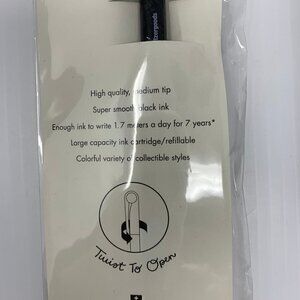 High quality, medium tip
Super smooth black ink
Enough ink to write 1.7 meters a day for 7 years*
Large capacity ink cartridge/refillable
Colorful variety of collectible styles
Twist To Open